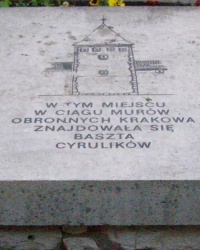 W TYM MIEJSCU
W CIĄGU MURÓW
OBRONNYCH KRAKOWA
ZNAJDOWAŁA SIĘ
BASZTA
CYRULIKÓW